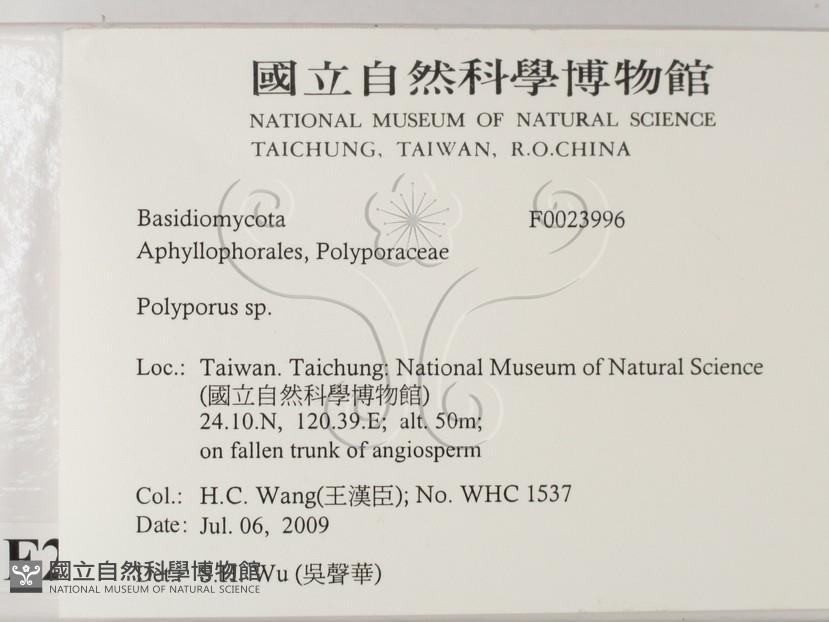 國立自然科學博物館
NATIONAL MUSEUM OF NATURAL SCIENCE
TAICHUNG, TAIWAN, R.O.CHINA
Basidiomycota F0023996
Aphyllophorales, Polyporaceae
Polyporus sp.
Loc.: Taiwan. Taichung: National Museum of Natural Science
(國立自然科學博物館)
24.10.N, 120.39.E; alt. 50m;
on fallen trunk of angiosperm
Col.: H.C. Wang(王漢臣); No. WHC 1537
Date: Jul. 06, 2009
Wu (吳聲華)
F2
國立自然科學博物館
NATIONAL MUSEUM OF NATURAL SCIENCE